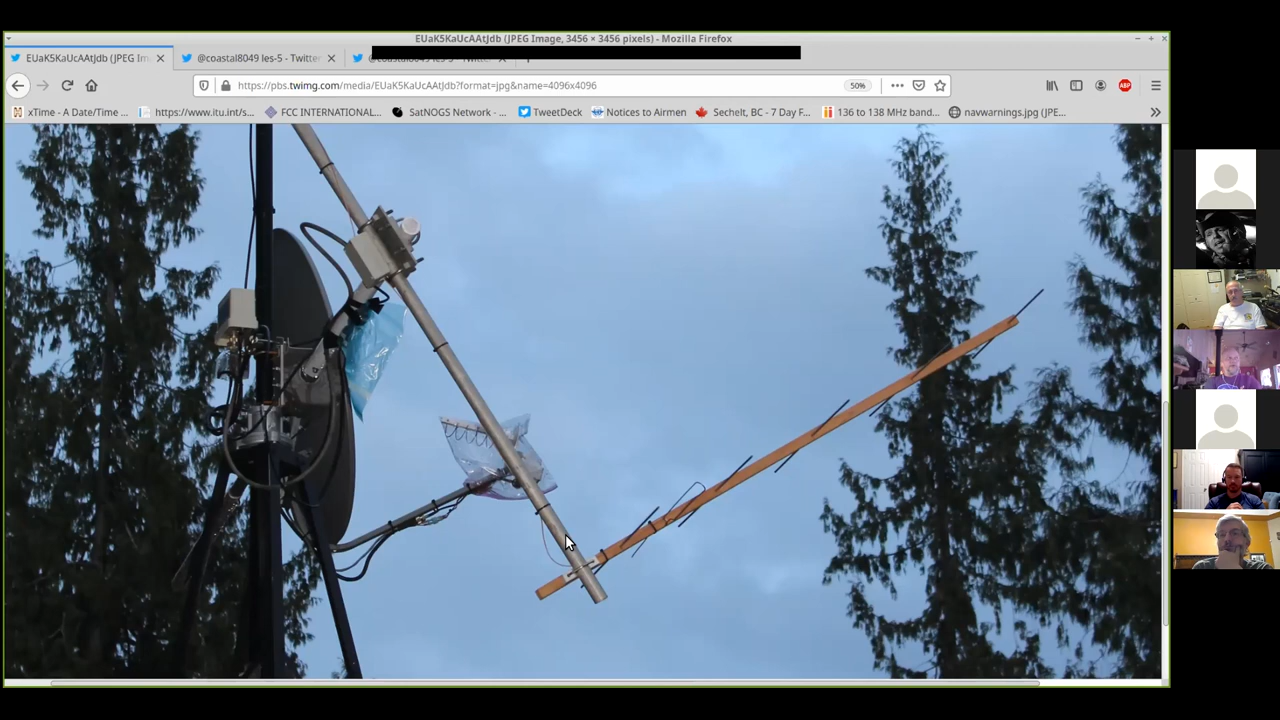 EUaK5KaUcAAtJdb (JPEG Image, 3456 × 3456 pixels) - Mozilla Firefox
EUaK5KaUcAAtJdb (JPEG Im
@coastal8049 les-5 - Twitter
https://pbs.twimg.com/media/EUaK5KaUcAAtJdb?format=jpg&name=4096x4096
50%
ABP
xTime - A Date Time ...
https://www.itu.int/s...
FCC INTERNATIONAL...
SatNOGS Network - ...
TweetDeck
Notices to Airmen
Sechelt, BC - 7 Day F...
136 to 138 MHz band...
navwarnings.jpg (JPE...